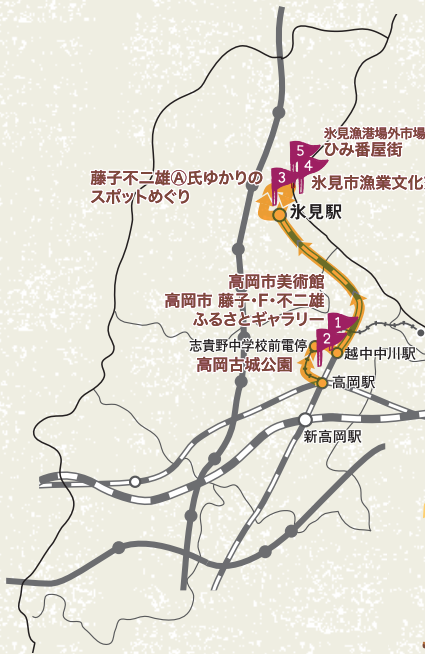 5
氷見漁港場外市場
ひみ番屋街
4
3
氷見市漁業文化
藤子不二雄Ⓐ氏ゆかりの
スポットめぐり
氷見駅
高岡市美術館
高岡市 藤子・F・不二雄
ふるさとギャラリー
1
2
志貴野中学校前電停
越中中川駅
高岡古城公園
高岡駅
新高岡駅